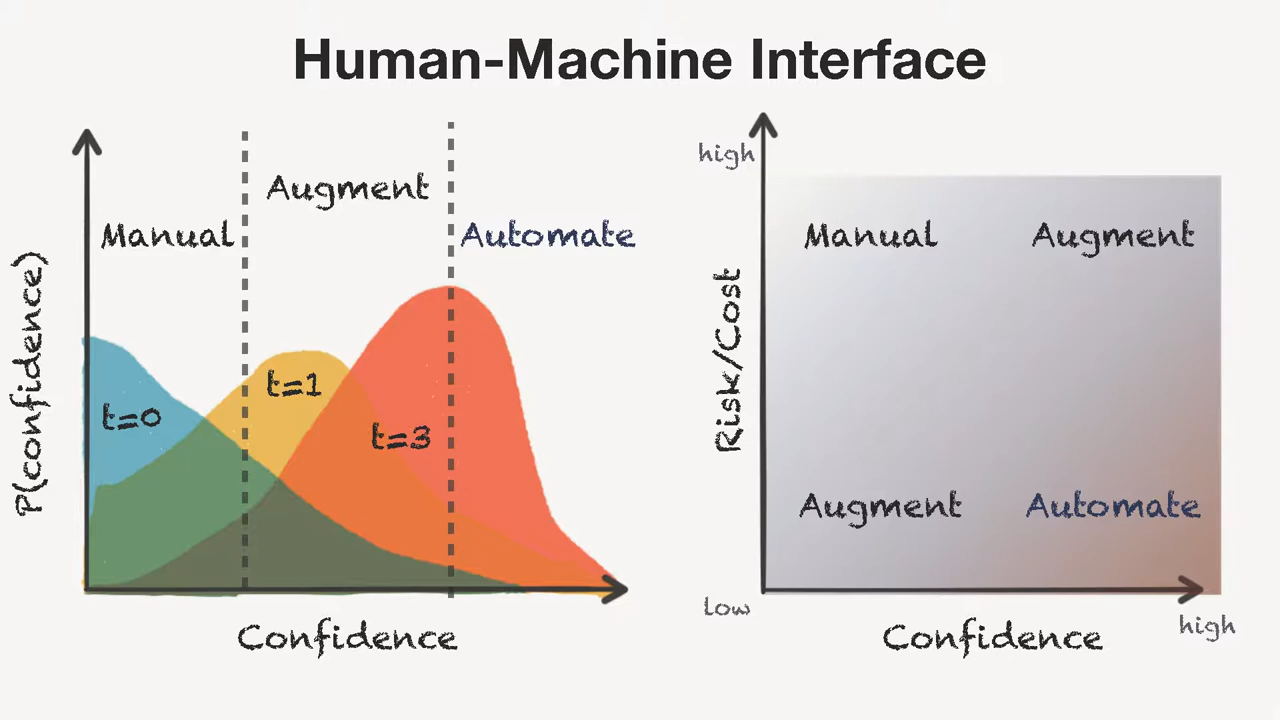 Human-Machine Interface
P(confidence)
Manual
Augment
Automate
t=0
t=1
t=3
Confidence
high
Risk/Cost
low
Manual
Augment
Augment
Automate
Confidence
high